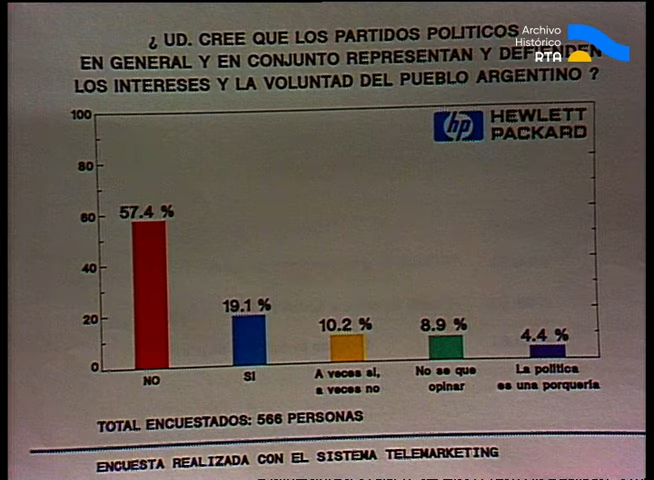 Archivo
Histórico
RTA
¿ UD. CREE QUE LOS PARTIDOS POLITICOS
EN GENERAL Y EN CONJUNTO REPRESENTAN Y DEFIENDEN
LOS INTERESES Y LA VOLUNTAD DEL PUEBLO ARGENTINO ?
hp HEWLETT
PACKARD
100
80
60
40
20
0
57.4 %
19.1 %
10.2 %
8.9 %
4.4 %
NO
SI
A veces si,
a veces no
No se que
opinar
La politica
es una porqueria
TOTAL ENCUESTADOS: 566 PERSONAS
ENCUESTA REALIZADA CON EL SISTEMA TELEMARKETING